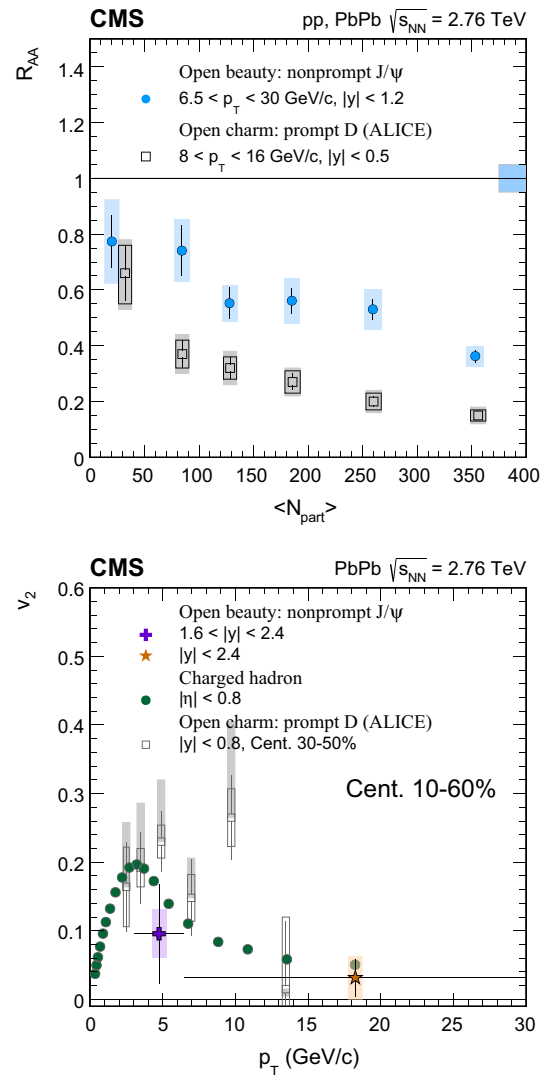 CMS pp, PbPb √s_NN = 2.76 TeV
R_AA
1.4
1.2
1
0.8
0.6
0.4
0.2
0
Open beauty: nonprompt J/ψ
6.5 < p_T < 30 GeV/c, |y| < 1.2
Open charm: prompt D (ALICE)
8 < p_T < 16 GeV/c, |y| < 0.5
0 50 100 150 200 250 300 350 400
<N_part>
CMS PbPb √s_NN = 2.76 TeV
v_2
0.6
0.5
0.4
0.3
0.2
0.1
0
Open beauty: nonprompt J/ψ
1.6 < |y| < 2.4
|y| < 2.4
Charged hadron
|η| < 0.8
Open charm: prompt D (ALICE)
|y| < 0.8, Cent. 30-50%
Cent. 10-60%
0 5 10 15 20 25 30
p_T (GeV/c)